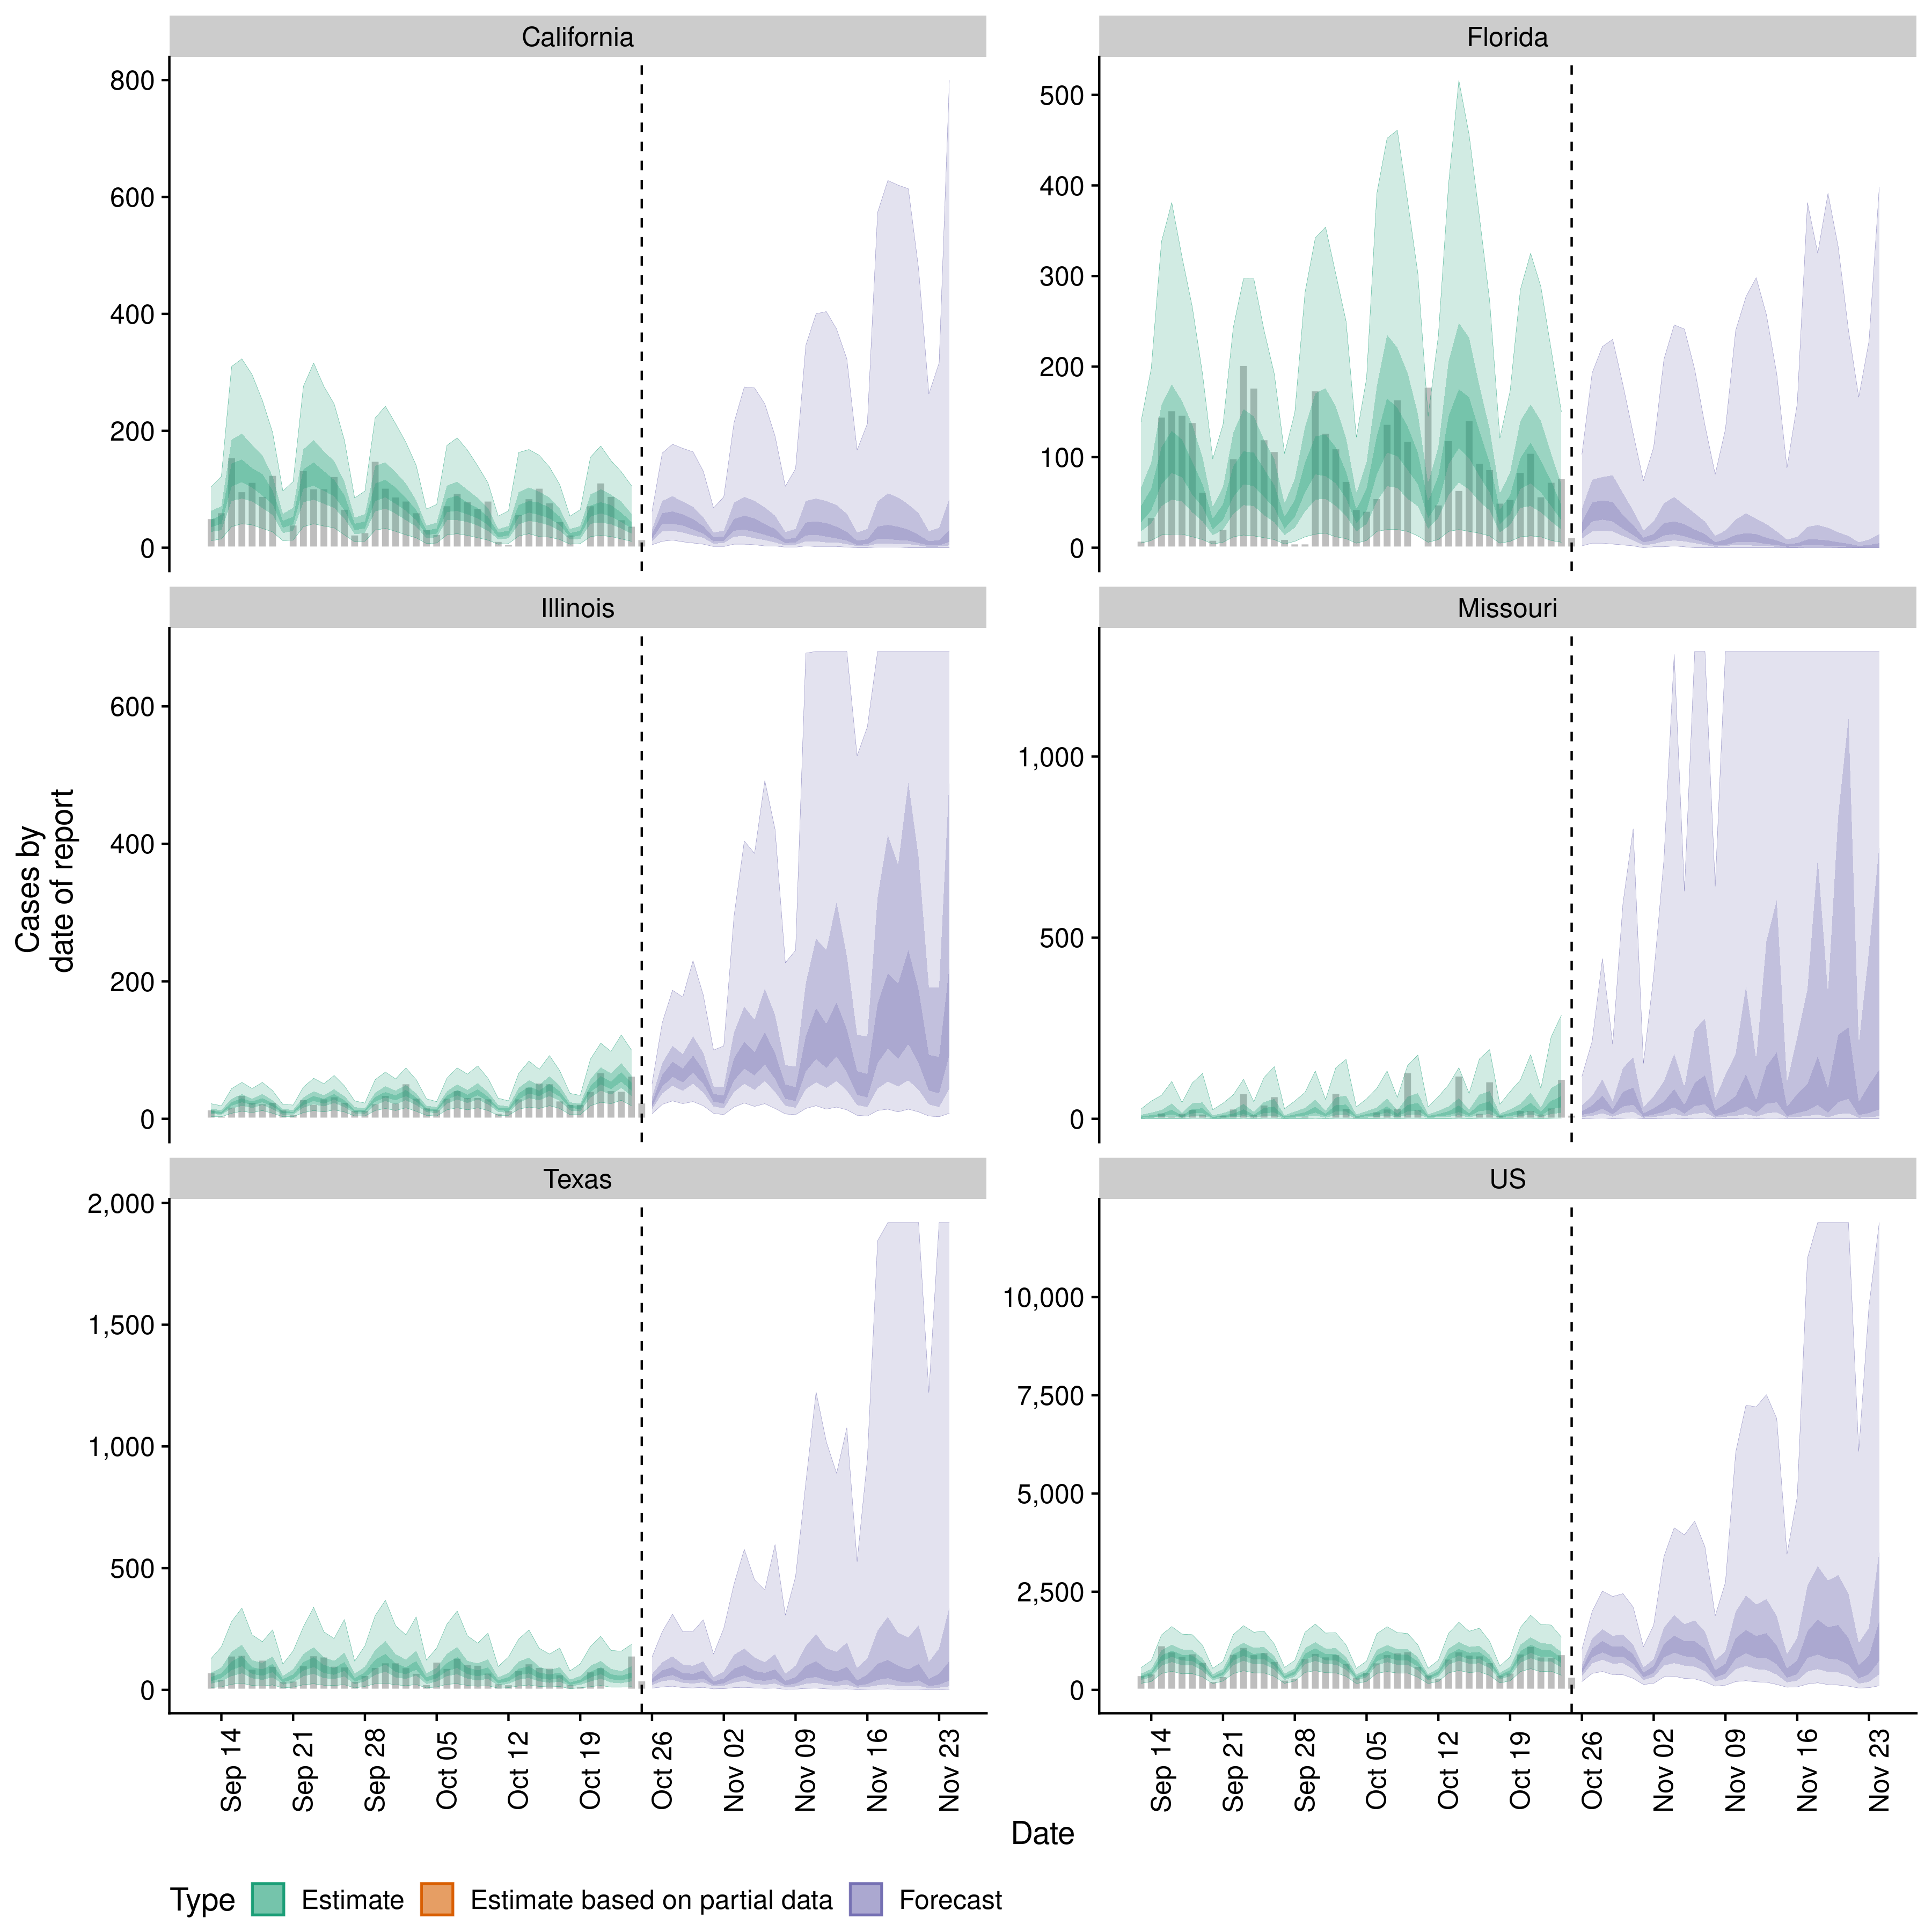 California
Florida
800
600
400
200
0
500
400
300
200
100
0
Illinois
Missouri
600
400
200
0
1,000
500
0
Cases by
date of report
Texas
US
2,000
1,500
1,000
500
0
10,000
7,500
5,000
2,500
0
Sep 14
Sep 21
Sep 28
Oct 05
Oct 12
Oct 19
Oct 26
Nov 02
Nov 09
Nov 16
Nov 23
Sep 14
Sep 21
Sep 28
Oct 05
Oct 12
Oct 19
Oct 26
Nov 02
Nov 09
Nov 16
Nov 23
Date
Type Estimate Estimate based on partial data Forecast